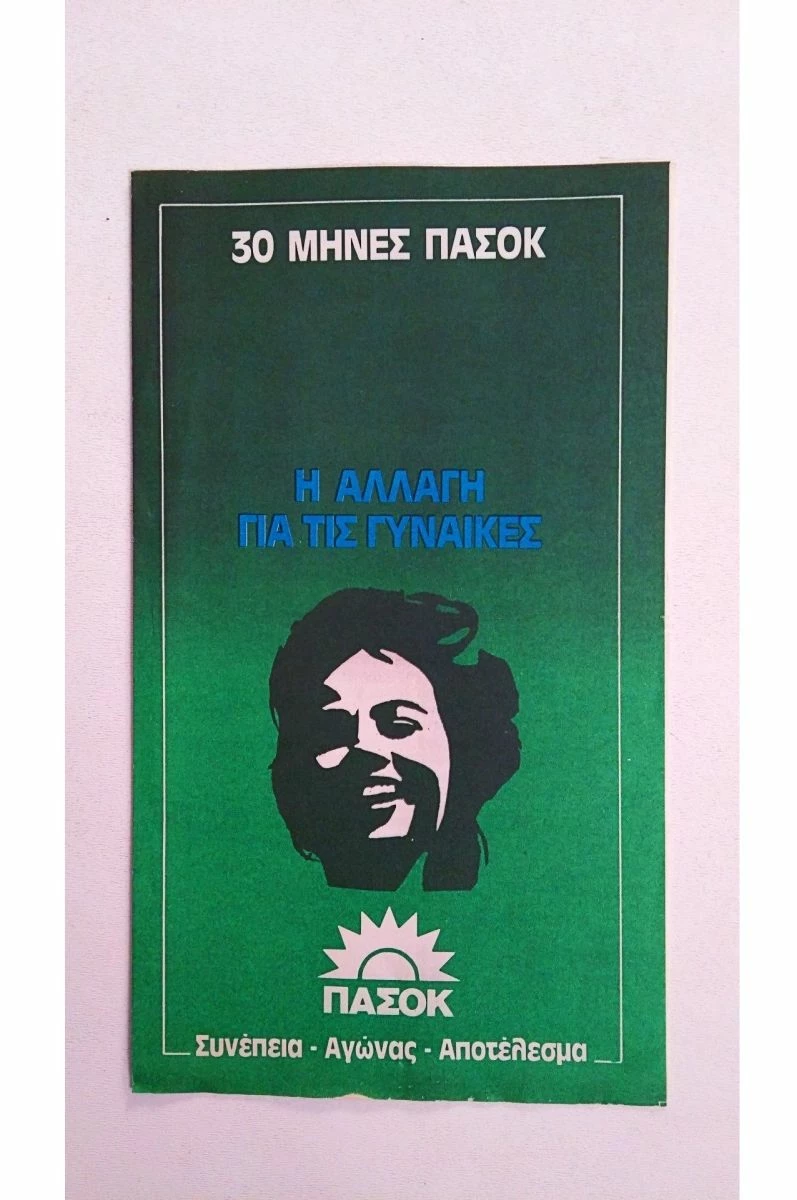 30 ΜΗΝΕΣ ΠΑΣΟΚ
Η ΑΛΛΑΓΗ
ΓΙΑ ΤΙΣ ΓΥΝΑΙΚΕΣ
ΠΑΣΟΚ
Συνέπεια - Αγώνας - Αποτέλεσμα